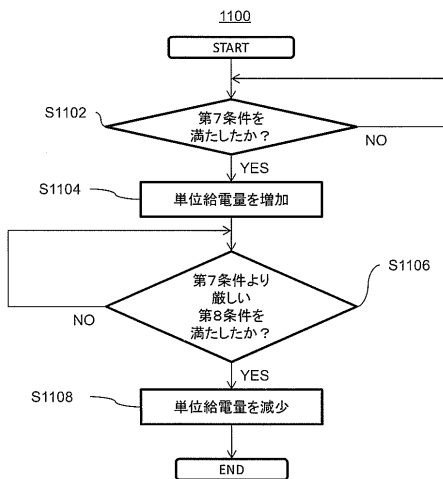 1100
START
S1102
第7条件を
満たしたか？
NO
YES
S1104
単位給電量を増加
S1106
第7条件より
厳しい
第8条件を
満たしたか？
NO
YES
S1108
単位給電量を減少
END